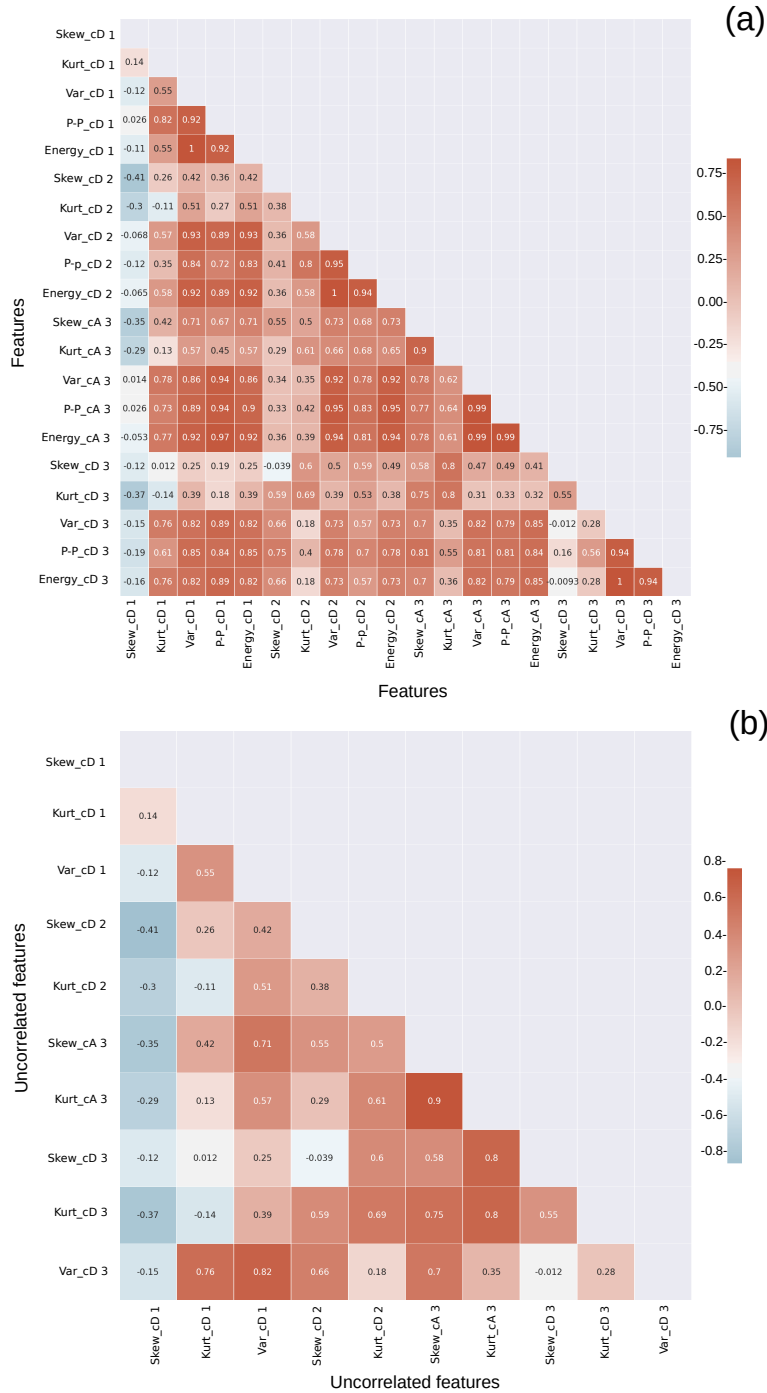 (a)
Skew_cD 1
Kurt_cD 1 0.14
Var_cD 1 -0.12 0.55
P-P_cD 1 0.026 0.82 0.92
Energy_cD 1 -0.11 0.55 1 0.92
Skew_cD 2 -0.41 0.26 0.42 0.36 0.42
Kurt_cD 2 -0.3 -0.11 0.51 0.27 0.51 0.38
Var_cD 2 -0.068 0.57 0.93 0.89 0.93 0.36 0.58
P-p_cD 2 -0.12 0.35 0.84 0.72 0.83 0.41 0.8 0.95
Energy_cD 2 -0.065 0.58 0.92 0.89 0.92 0.36 0.58 1 0.94
Skew_cA 3 -0.35 0.42 0.71 0.67 0.71 0.55 0.5 0.73 0.68 0.73
Kurt_cA 3 -0.29 0.13 0.57 0.45 0.57 0.29 0.61 0.66 0.68 0.65 0.9
Var_cA 3 0.014 0.78 0.86 0.94 0.86 0.34 0.35 0.92 0.78 0.92 0.78 0.62
P-P_cA 3 0.026 0.73 0.89 0.94 0.9 0.33 0.42 0.95 0.83 0.95 0.77 0.64 0.99
Energy_cA 3 -0.053 0.77 0.92 0.97 0.92 0.36 0.39 0.94 0.81 0.94 0.78 0.61 0.99 0.99
Skew_cD 3 -0.12 0.012 0.25 0.19 0.25 -0.039 0.6 0.5 0.59 0.49 0.58 0.8 0.47 0.49 0.41
Kurt_cD 3 -0.37 -0.14 0.39 0.18 0.39 0.59 0.69 0.39 0.53 0.38 0.75 0.8 0.31 0.33 0.32 0.55
Var_cD 3 -0.15 0.76 0.82 0.89 0.82 0.66 0.18 0.73 0.57 0.73 0.7 0.35 0.82 0.79 0.85 -0.012 0.28
P-P_cD 3 -0.19 0.61 0.85 0.84 0.85 0.75 0.4 0.78 0.7 0.78 0.81 0.55 0.81 0.81 0.84 0.16 0.56 0.94
Energy_cD 3 -0.16 0.76 0.82 0.89 0.82 0.66 0.18 0.73 0.57 0.73 0.7 0.36 0.82 0.79 0.85 -0.0093 0.28 1 0.94
Skew_cD 1 Kurt_cD 1 Var_cD 1 P-P_cD 1 Energy_cD 1 Skew_cD 2 Kurt_cD 2 Var_cD 2 P-p_cD 2 Energy_cD 2 Skew_cA 3 Kurt_cA 3 Var_cA 3 P-P_cA 3 Energy_cA 3 Skew_cD 3 Kurt_cD 3 Var_cD 3 P-P_cD 3 Energy_cD 3
Features
Features
0.75-
0.50-
0.25-
0.00-
-0.25-
-0.50-
-0.75-
(b)
Skew_cD 1
Kurt_cD 1 0.14
Var_cD 1 -0.12 0.55
Skew_cD 2 -0.41 0.26 0.42
Kurt_cD 2 -0.3 -0.11 0.51 0.38
Skew_cA 3 -0.35 0.42 0.71 0.55 0.5
Kurt_cA 3 -0.29 0.13 0.57 0.29 0.61 0.9
Skew_cD 3 -0.12 0.012 0.25 -0.039 0.6 0.58 0.8
Kurt_cD 3 -0.37 -0.14 0.39 0.59 0.69 0.75 0.8 0.55
Var_cD 3 -0.15 0.76 0.82 0.66 0.18 0.7 0.35 -0.012 0.28
Skew_cD 1 Kurt_cD 1 Var_cD 1 Skew_cD 2 Kurt_cD 2 Skew_cA 3 Kurt_cA 3 Skew_cD 3 Kurt_cD 3 Var_cD 3
Uncorrelated features
Uncorrelated features
0.8-
0.6-
0.4-
0.2-
0.0-
-0.2-
-0.4-
-0.6-
-0.8-